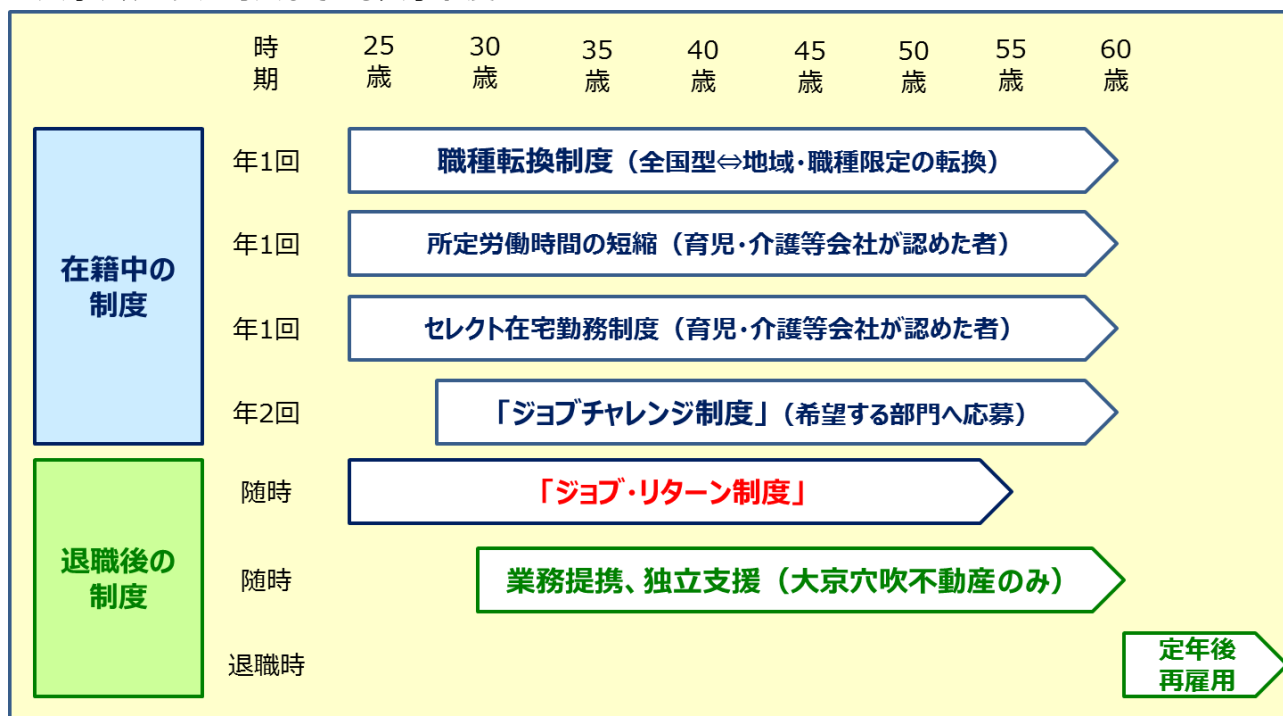 時期 25歳 30歳 35歳 40歳 45歳 50歳 55歳 60歳
在籍中の
制度
年1回 職種転換制度（全国型⇔地域・職種限定の転換）
年1回 所定労働時間の短縮（育児・介護等会社が認めた者）
年1回 セレクト在宅勤務制度（育児・介護等会社が認めた者）
年2回 「ジョブチャレンジ制度」（希望する部門へ応募）
退職後の
制度
随時 「ジョブ・リターン制度」
随時 業務提携、独立支援（大京穴吹不動産のみ）
退職時 定年後
再雇用